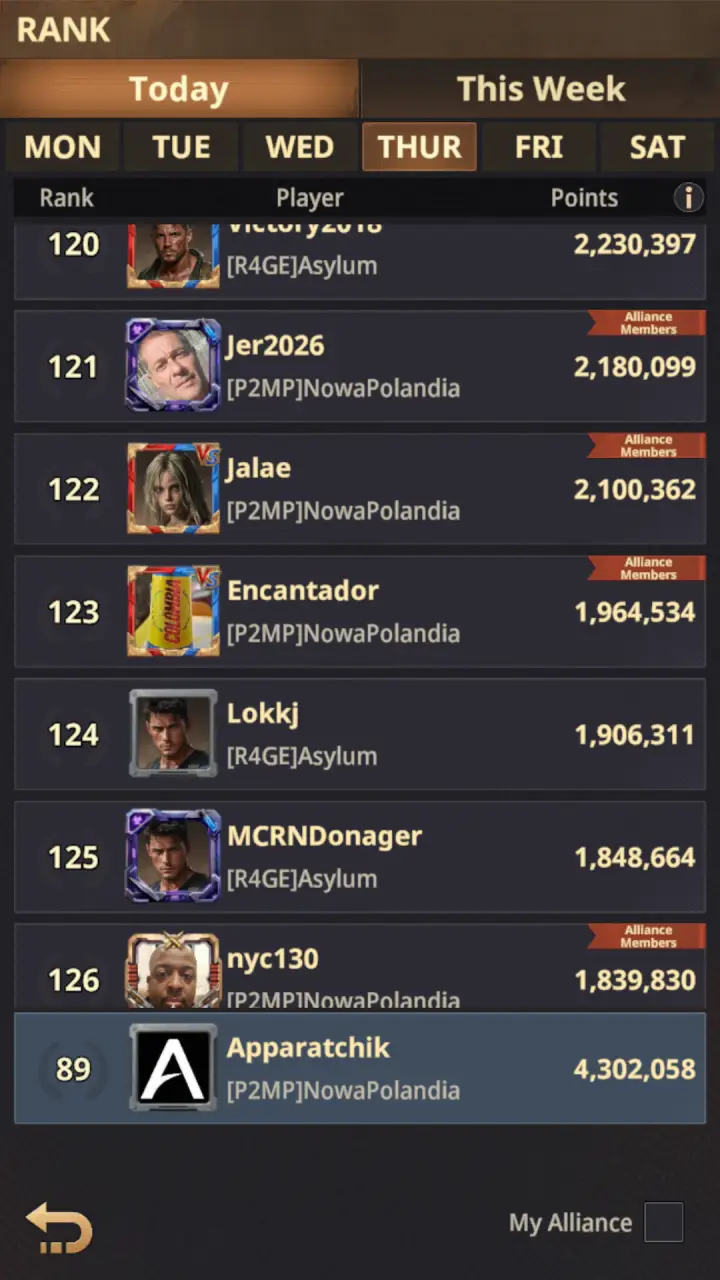 RANK
Today
This Week
MON TUE WED THUR FRI SAT
Rank Player Points
120
Victory2018
[R4GE]Asylum
2,230,397
Alliance
Members
121
Jer2026
[P2MP]NowaPolandia
2,180,099
Alliance
Members
122
Jalae
[P2MP]NowaPolandia
2,100,362
Alliance
Members
123
COLOMBIA
Encantador
[P2MP]NowaPolandia
1,964,534
124
Lokkj
[R4GE]Asylum
1,906,311
125
MCRNDonager
[R4GE]Asylum
1,848,664
Alliance
Members
126
nyc130
[P2MP]NowaPolandia
1,839,830
89
Apparatchik
[P2MP]NowaPolandia
4,302,058
My Alliance